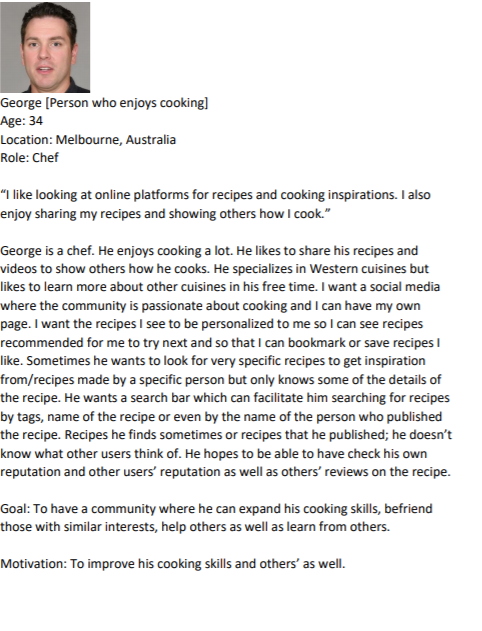 George [Person who enjoys cooking]
Age: 34
Location: Melbourne, Australia
Role: Chef
“I like looking at online platforms for recipes and cooking inspirations. I also
enjoy sharing my recipes and showing others how I cook.”
George is a chef. He enjoys cooking a lot. He likes to share his recipes and
videos to show others how he cooks. He specializes in Western cuisines but
likes to learn more about other cuisines in his free time. I want a social media
where the community is passionate about cooking and I can have my own
page. I want the recipes I see to be personalized to me so I can see recipes
recommended for me to try next and so that I can bookmark or save recipes I
like. Sometimes he wants to look for very specific recipes to get inspiration
from/recipes made by a specific person but only knows some of the details of
the recipe. He wants a search bar which can facilitate him searching for recipes
by tags, name of the recipe or even by the name of the person who published
the recipe. Recipes he finds sometimes or recipes that he published; he doesn’t
know what other users think of. He hopes to be able to have check his own
reputation and other users’ reputation as well as others’ reviews on the recipe.
Goal: To have a community where he can expand his cooking skills, befriend
those with similar interests, help others as well as learn from others.
Motivation: To improve his cooking skills and others’ as well.